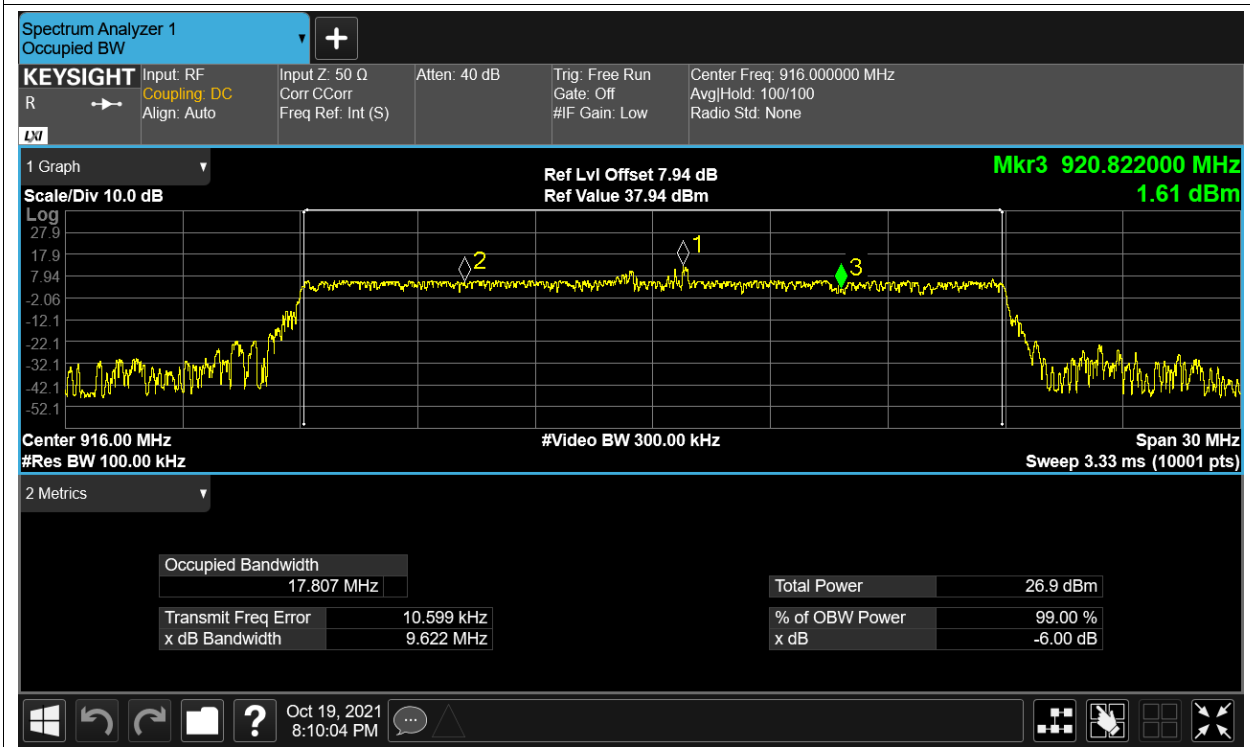 Spectrum Analyzer 1
Occupied BW
KEYSIGHT
R
LXI
Input: RF
Coupling: DC
Align: Auto
Input Z: 50 Ω
Corr CCorr
Freq Ref: Int (S)
Atten: 40 dB
Trig: Free Run
Gate: Off
#IF Gain: Low
Center Freq: 916.000000 MHz
Avg|Hold: 100/100
Radio Std: None
1 Graph
Scale/Div 10.0 dB
Ref Lvl Offset 7.94 dB
Ref Value 37.94 dBm
Mkr3 920.822000 MHz
1.61 dBm
Log
27.9
17.9
7.94
-2.06
-12.1
-22.1
-32.1
-42.1
-52.1
2
1
3
Center 916.00 MHz
#Res BW 100.00 kHz
#Video BW 300.00 kHz
Span 30 MHz
Sweep 3.33 ms (10001 pts)
2 Metrics
Occupied Bandwidth
17.807 MHz
Transmit Freq Error 10.599 kHz
x dB Bandwidth 9.622 MHz
Total Power 26.9 dBm
% of OBW Power 99.00 %
x dB -6.00 dB
?
Oct 19, 2021
8:10:04 PM